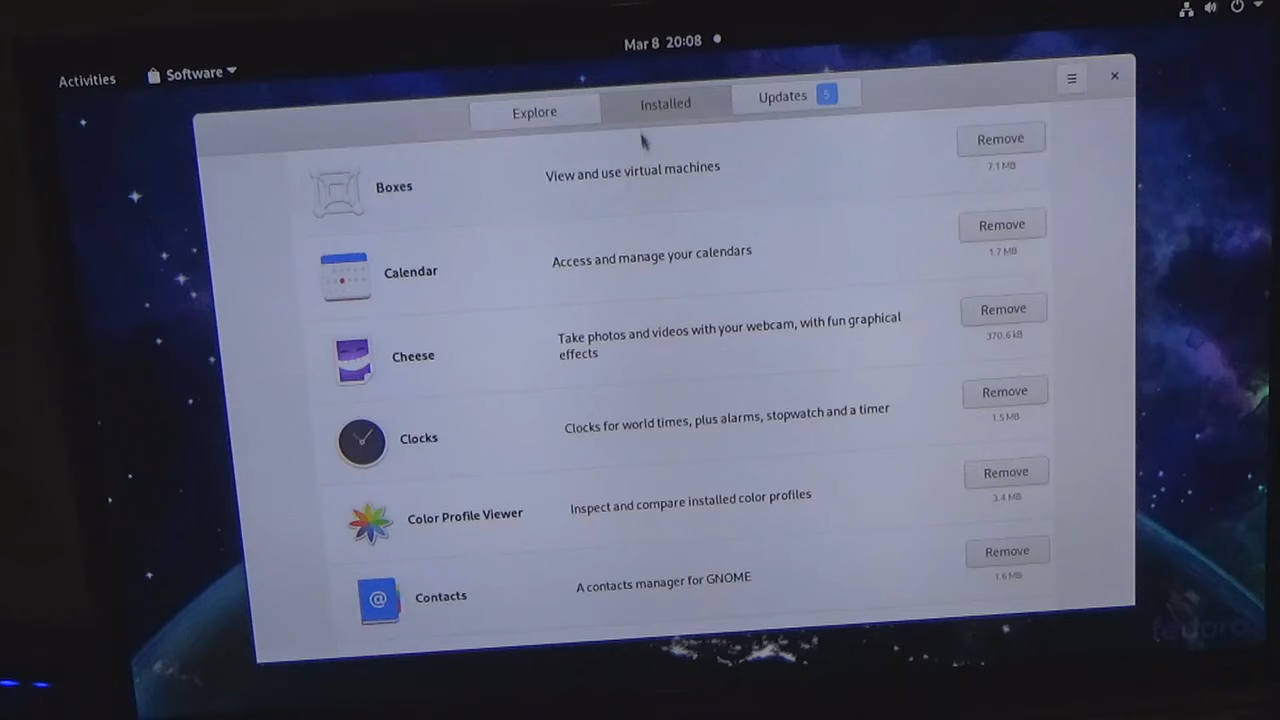 Mar 8 20:08
Activities
Software
Explore
Installed
Updates 5
Boxes
View and use virtual machines
Remove
7.1 MB
Calendar
Access and manage your calendars
Remove
1.7 MB
Cheese
Take photos and videos with your webcam, with fun graphical
effects
Remove
370.6 kB
Clocks
Clocks for world times, plus alarms, stopwatch and a timer
Remove
1.5 MB
Color Profile Viewer
Inspect and compare installed color profiles
Remove
3.4 MB
Contacts
@
A contacts manager for GNOME
Remove
1.6 MB
fedora